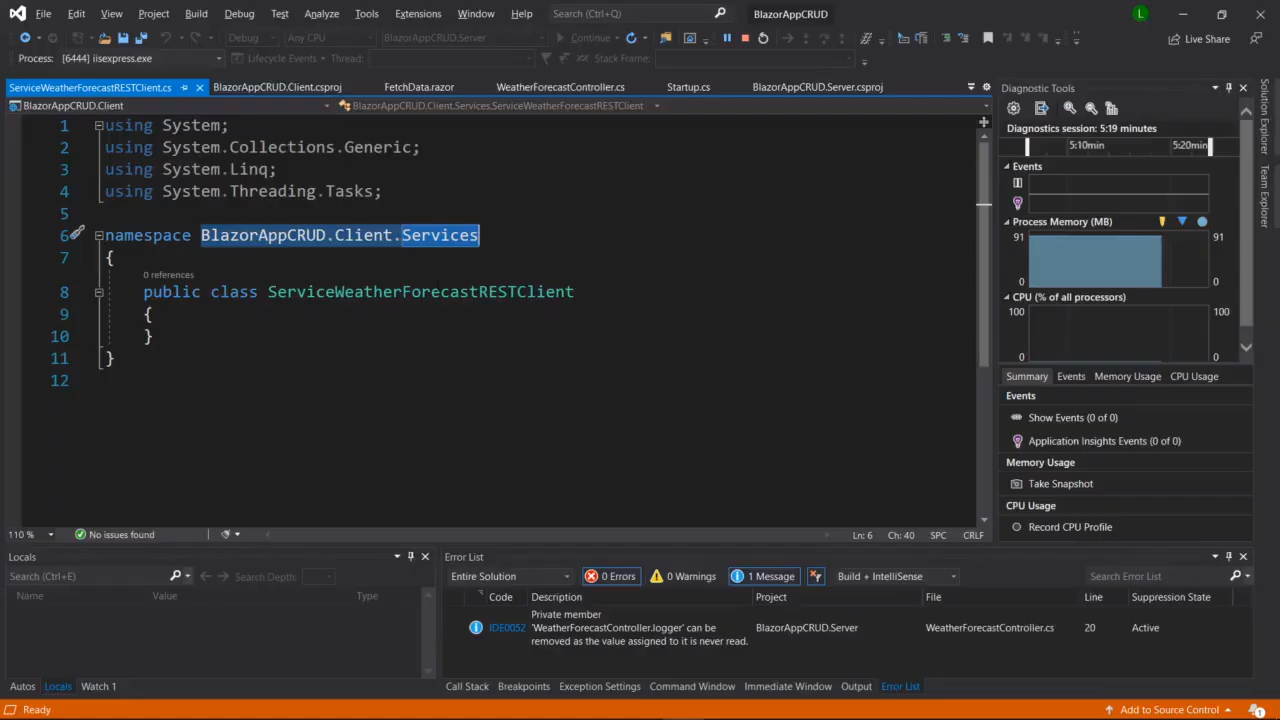 File Edit View Project Build Debug Test Analyze Tools Extensions Window Help Search (Ctrl+Q) BlazorAppCRUD L
Debug Any CPU BlazorAppCRUD.Server Continue Live Share
Process: [6444] iisexpress.exe Lifecycle Events Thread: Stack Frame:
ServiceWeatherForecastRESTClient.cs BlazorAppCRUD.Client.csproj FetchData.razor WeatherForecastController.cs Startup.cs BlazorAppCRUD.Server.csproj
BlazorAppCRUD.Client BlazorAppCRUD.Client.Services.ServiceWeatherForecastRESTClient
1 using System;
2 using System.Collections.Generic;
3 using System.Linq;
4 using System.Threading.Tasks;
5
6 namespace BlazorAppCRUD.Client.Services
7 {
0 references
8 public class ServiceWeatherForecastRESTClient
9 {
10 }
11 }
12
110 % No issues found Ln: 6 Ch: 40 SPC CRLF
Diagnostic Tools
Diagnostics session: 5:19 minutes
5:10min 5:20min
Events
Process Memory (MB)
91 91
0 0
CPU (% of all processors)
100 100
0 0
Summary Events Memory Usage CPU Usage
Events
Show Events (0 of 0)
Application Insights Events (0 of 0)
Memory Usage
Take Snapshot
CPU Usage
Record CPU Profile
Solution Explorer
Team Explorer
Locals
Search (Ctrl+E) Search Depth:
Name Value Type
Autos Locals Watch 1
Error List
Entire Solution 0 Errors 0 Warnings 1 Message Build + IntelliSense Search Error List
Code Description Project File Line Suppression State
IDE0052 Private member
'WeatherForecastController.logger' can be
removed as the value assigned to it is never read.
BlazorAppCRUD.Server WeatherForecastController.cs 20 Active
Call Stack Breakpoints Exception Settings Command Window Immediate Window Output Error List
Ready Add to Source Control 1